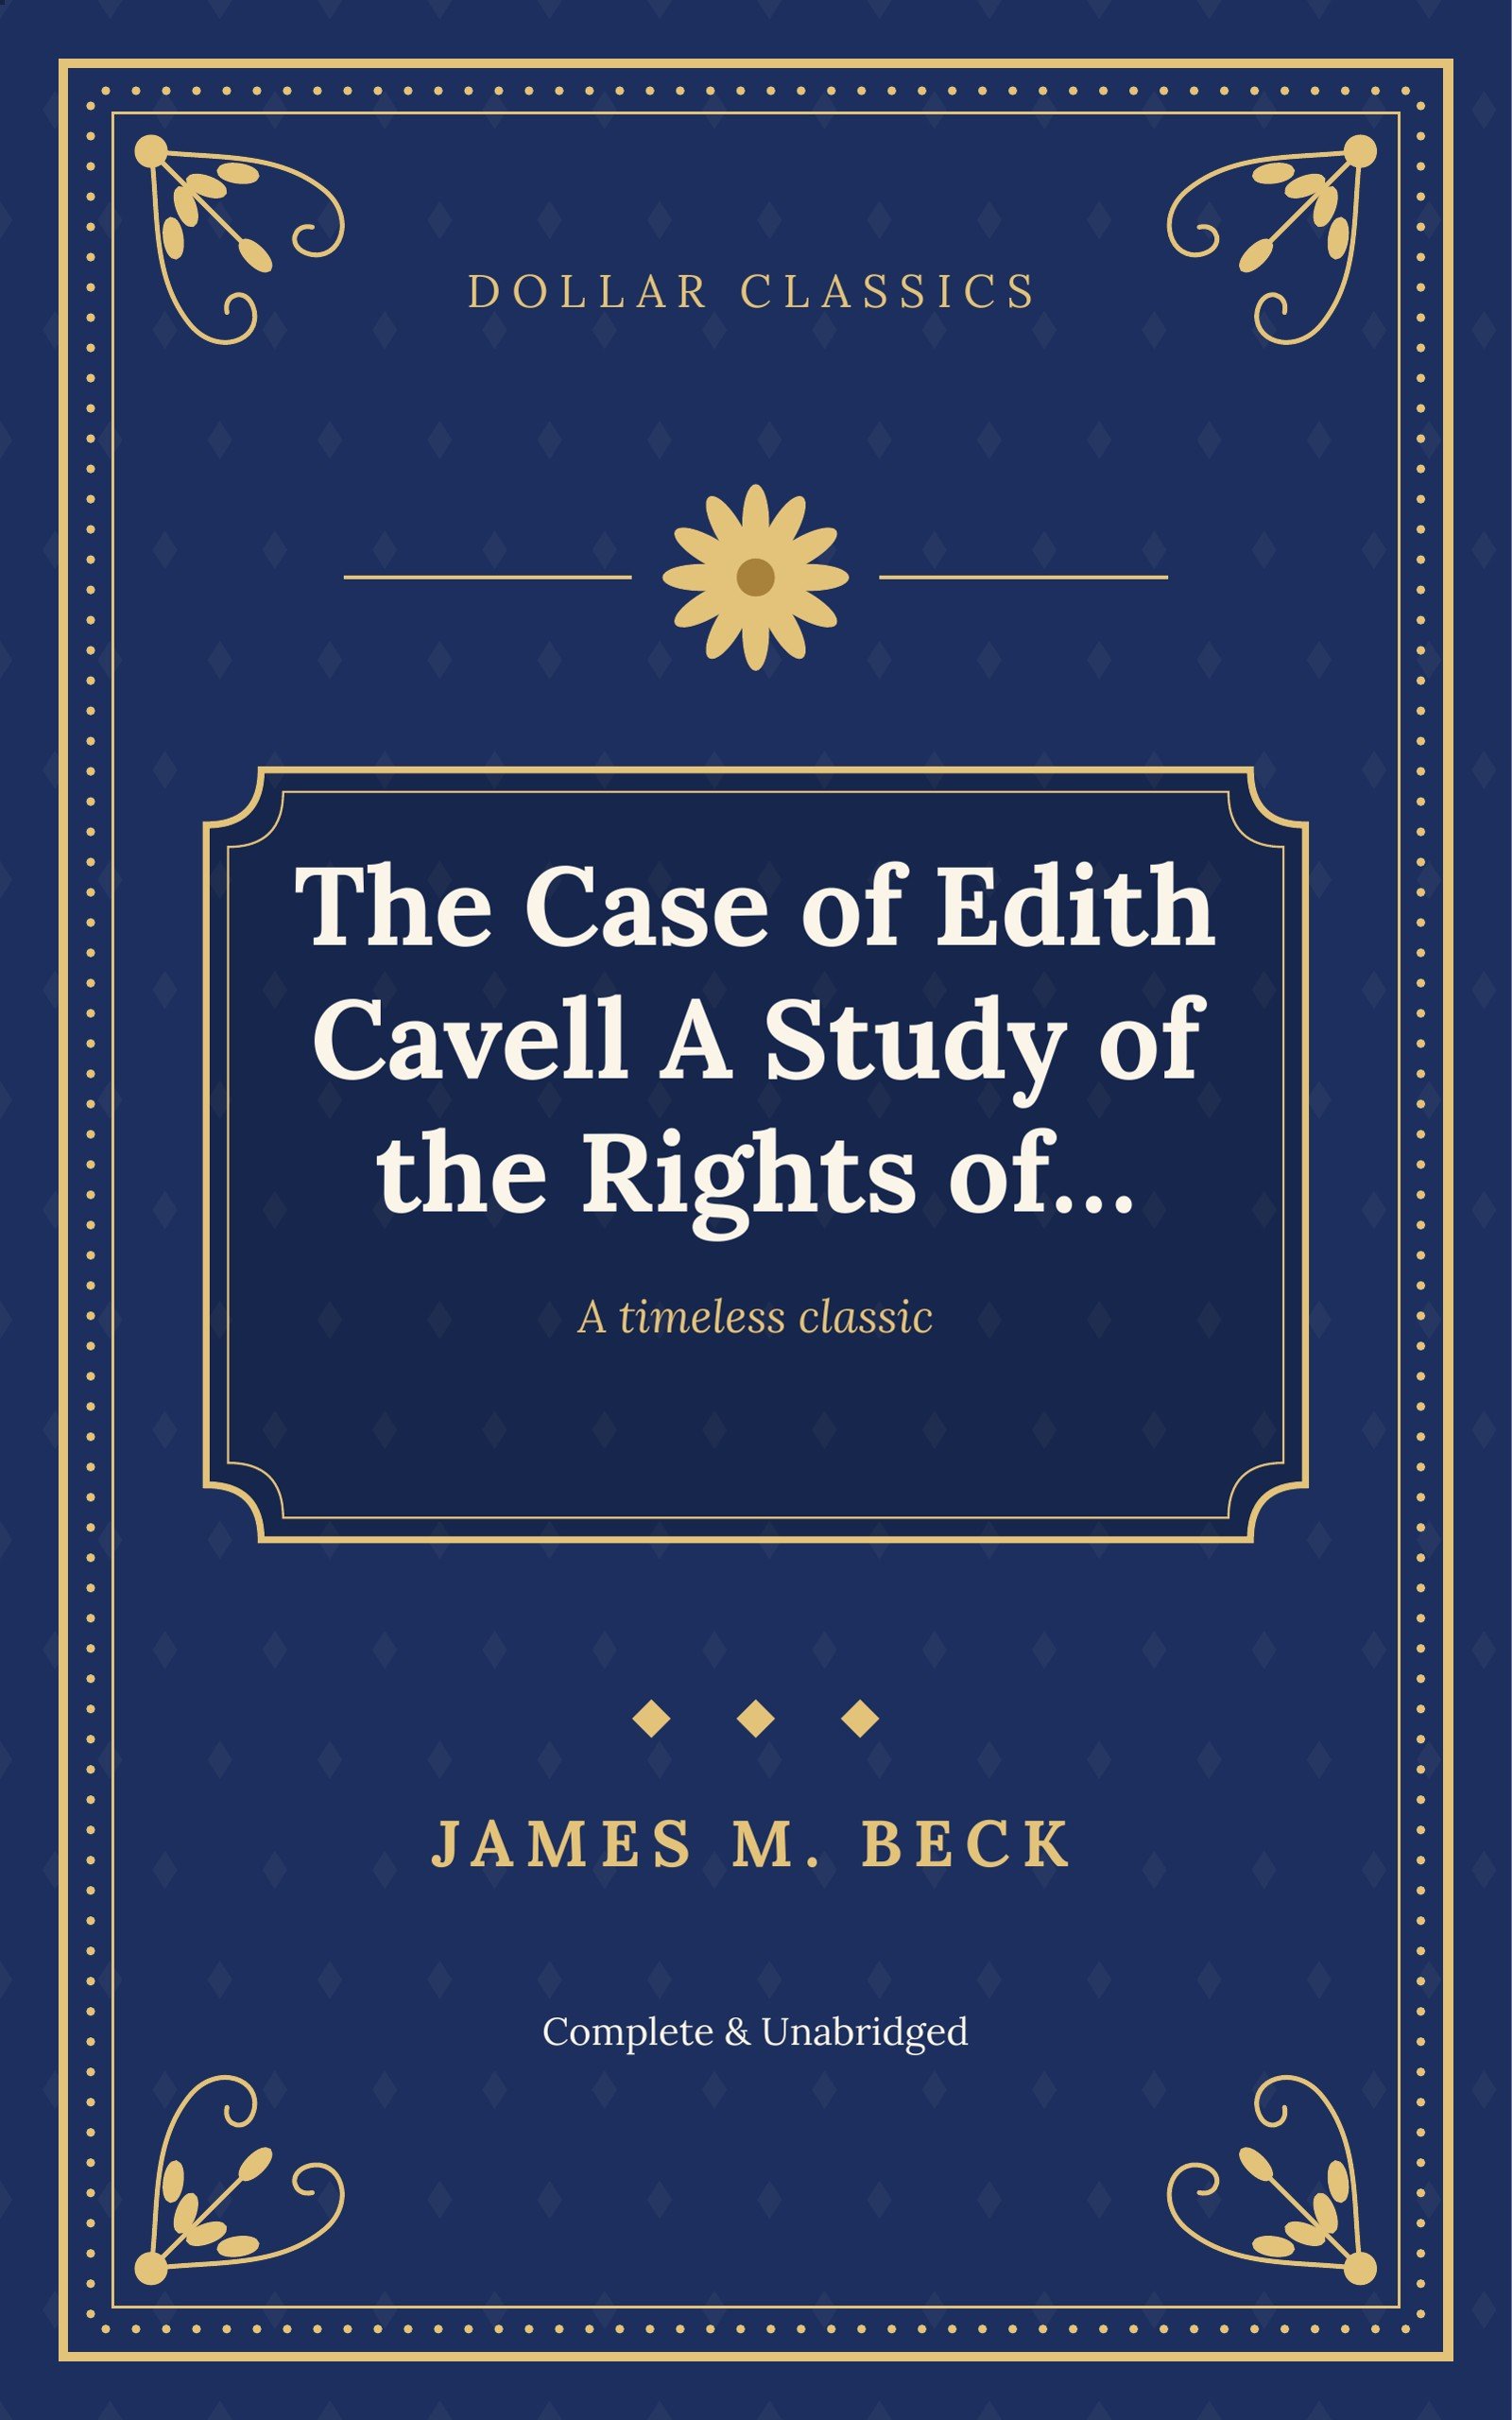 DOLLAR CLASSICS
The Case of Edith
Cavell A Study of
the Rights of...
A timeless classic
JAMES M. BECK
Complete & Unabridged